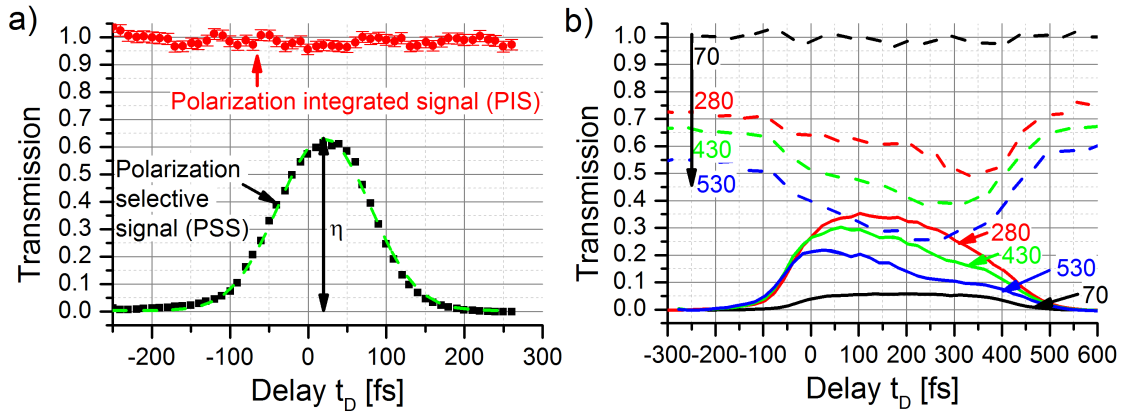 a)
1.0
0.9
0.8
0.7
0.6
0.5
0.4
0.3
0.2
0.1
0.0
Transmission
Polarization integrated signal (PIS)
Polarization
selective
signal (PSS)
η
-200 -100 0 100 200 300
Delay tD [fs]
b)
1.0
0.9
0.8
0.7
0.6
0.5
0.4
0.3
0.2
0.1
0.0
Transmission
70
280
430
530
280
430
530
70
-300 -200 -100 0 100 200 300 400 500 600
Delay tD [fs]